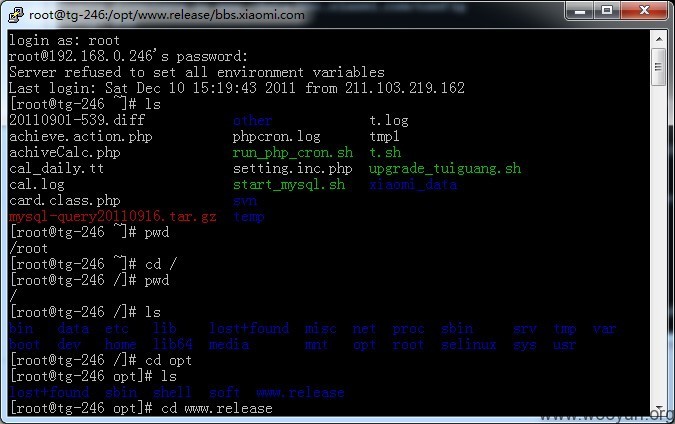 root@tg-246:/opt/www.release/bbs.xiaomi.com
login as: root
root@192.168.0.246's password:
Server refused to set all environment variables
Last login: Sat Dec 10 15:19:43 2011 from 211.103.219.162
[root@tg-246 ~]# ls
20110901-539.diff other t.log
achieve.action.php phpcron.log tmp1
achiveCalc.php run_php_cron.sh t.sh
cal_daily.tt setting.inc.php upgrade_tuiguang.sh
cal.log start_mysql.sh xiaomi_data
card.class.php svn
mysql-query20110916.tar.gz temp
[root@tg-246 ~]# pwd
/root
[root@tg-246 ~]# cd /
[root@tg-246 /]# pwd
/
[root@tg-246 /]# ls
bin data etc lib lost+found misc net proc sbin srv tmp var
boot dev home lib64 media mnt opt root selinux sys usr
[root@tg-246 /]# cd opt
[root@tg-246 opt]# ls
lost+found sbin shell soft www.release
[root@tg-246 opt]# cd www.release
www.wooyun.org